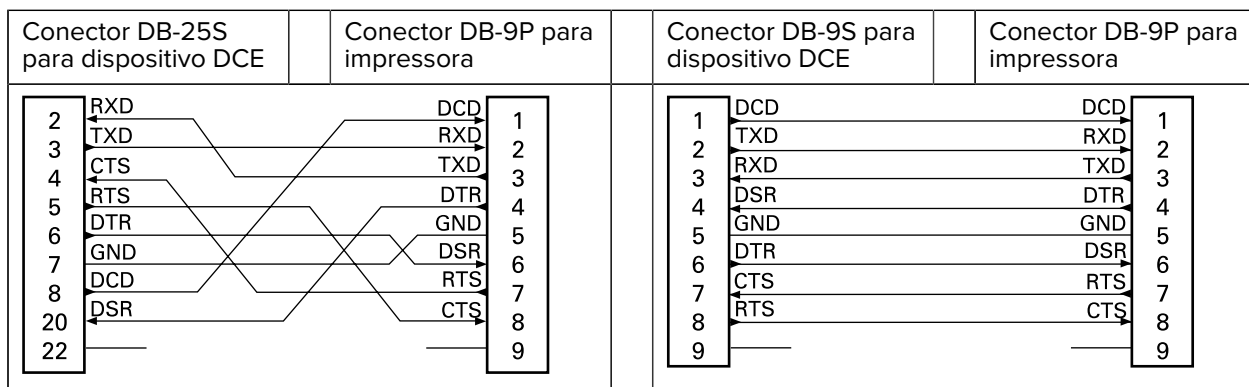 Conector DB-25S
para dispositivo DCE
Conector DB-9P para
impressora
Conector DB-9S para
dispositivo DCE
Conector DB-9P para
impressora
2 RXD DCD 1
3 TXD RXD 2
4 CTS TXD 3
5 RTS DTR 4
6 DTR GND 5
7 GND DSR 6
8 DCD RTS 7
20 DSR CTS 8
22 9
1 DCD DCD 1
2 TXD RXD 2
3 RXD TXD 3
4 DSR DTR 4
5 GND GND 5
6 DTR DSR 6
7 CTS RTS 7
8 RTS CTS 8
9 9